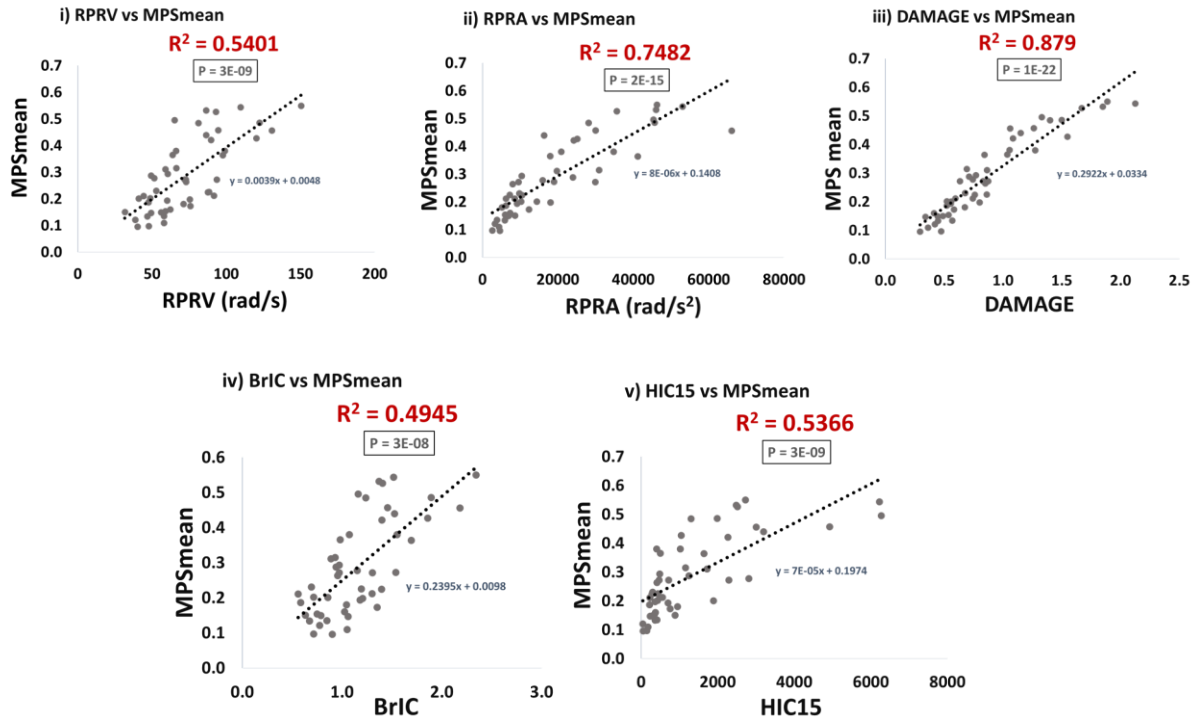 i) RPRV vs MPSmean
R² = 0.5401
P = 3E-09
0.7
0.6
0.5
0.4
0.3
0.2
0.1
0.0
MPSmean
y = 0.0039x + 0.0048
0 50 100 150 200
RPRV (rad/s)
ii) RPRA vs MPSmean
R² = 0.7482
P = 2E-15
0.7
0.6
0.5
0.4
0.3
0.2
0.1
0.0
MPSmean
y = 8E-06x + 0.1408
0 20000 40000 60000 80000
RPRA (rad/s²)
iii) DAMAGE vs MPSmean
R² = 0.879
P = 1E-22
0.7
0.6
0.5
0.4
0.3
0.2
0.1
0.0
MPS mean
y = 0.2922x + 0.0334
0.0 0.5 1.0 1.5 2.0 2.5
DAMAGE
iv) BrIC vs MPSmean
R² = 0.4945
P = 3E-08
0.6
0.5
0.4
0.3
0.2
0.1
0.0
MPSmean
y = 0.2395x + 0.0098
0.0 1.0 2.0 3.0
BrIC
v) HIC15 vs MPSmean
R² = 0.5366
P = 3E-09
0.7
0.6
0.5
0.4
0.3
0.2
0.1
0.0
MPSmean
y = 7E-05x + 0.1974
0 2000 4000 6000 8000
HIC15